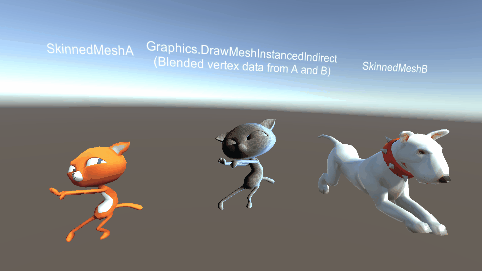 SkinnedMeshA
Graphics.DrawMeshInstancedIndirect
(Blended vertex data from A and B)
SkinnedMeshB